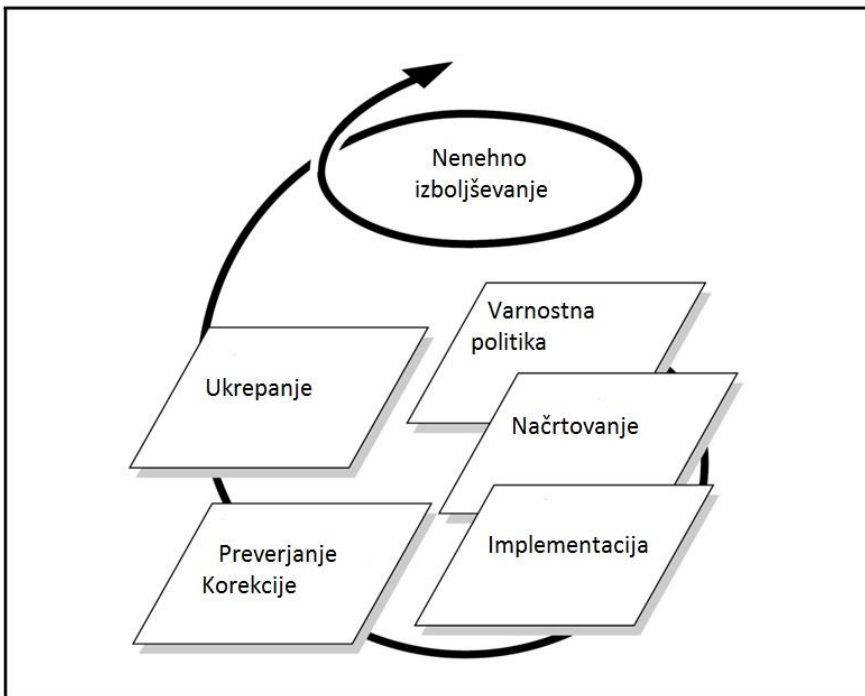 Nenehno
izboljševanje
Varnostna
politika
Ukrepanje
Načrtovanje
Implementacija
Preverjanje
Korekcije